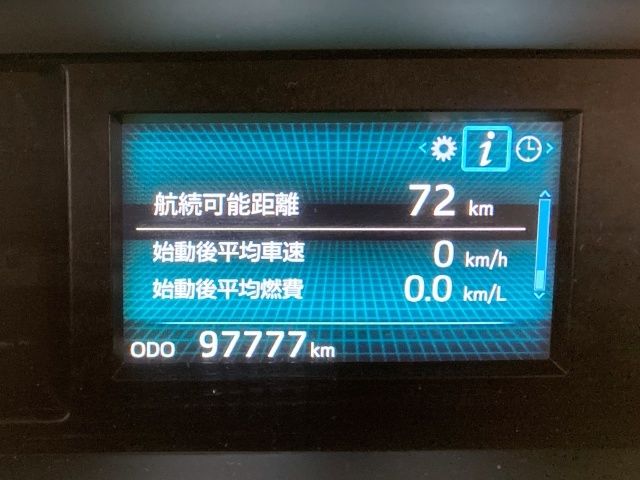 航続可能距離 72 km
始動後平均車速 0 km/h
始動後平均燃費 0.0 km/L
ODO 97777 km